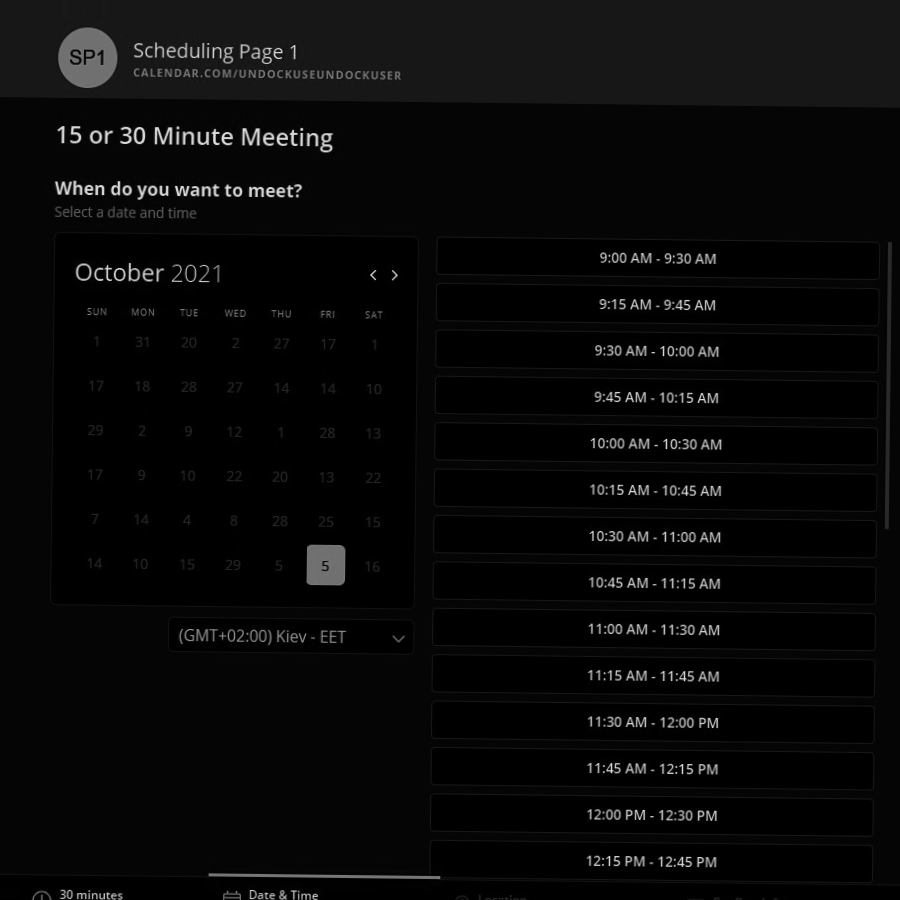 SP1
Scheduling Page 1
CALENDAR.COM/UNDOCKUSEUNDOCKUSER
15 or 30 Minute Meeting
When do you want to meet?
Select a date and time
October 2021
SUN MON TUE WED THU FRI SAT
1 31 20 2 27 17 1
17 18 28 27 14 14 10
29 2 9 12 1 28 13
17 9 10 22 20 13 22
7 14 4 8 28 25 15
14 10 15 29 5 5 16
(GMT+02:00) Kiev - EET
9:00 AM - 9:30 AM
9:15 AM - 9:45 AM
9:30 AM - 10:00 AM
9:45 AM - 10:15 AM
10:00 AM - 10:30 AM
10:15 AM - 10:45 AM
10:30 AM - 11:00 AM
10:45 AM - 11:15 AM
11:00 AM - 11:30 AM
11:15 AM - 11:45 AM
11:30 AM - 12:00 PM
11:45 AM - 12:15 PM
12:00 PM - 12:30 PM
12:15 PM - 12:45 PM
30 minutes
Date & Time